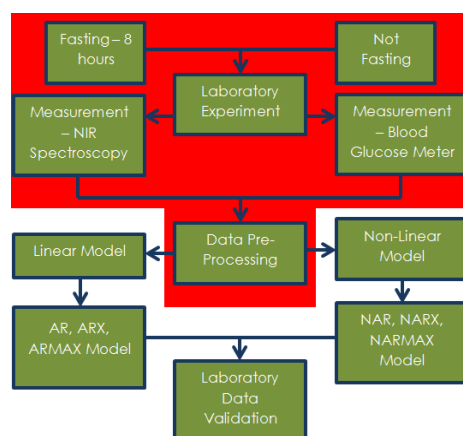 Fasting – 8
hours
Not
Fasting
Laboratory
Experiment
Measurement
– NIR
Spectroscopy
Measurement
– Blood
Glucose Meter
Data Pre-
Processing
Linear Model
Non-Linear
Model
AR, ARX,
ARMAX Model
NAR, NARX,
NARMAX
Model
Laboratory
Data
Validation